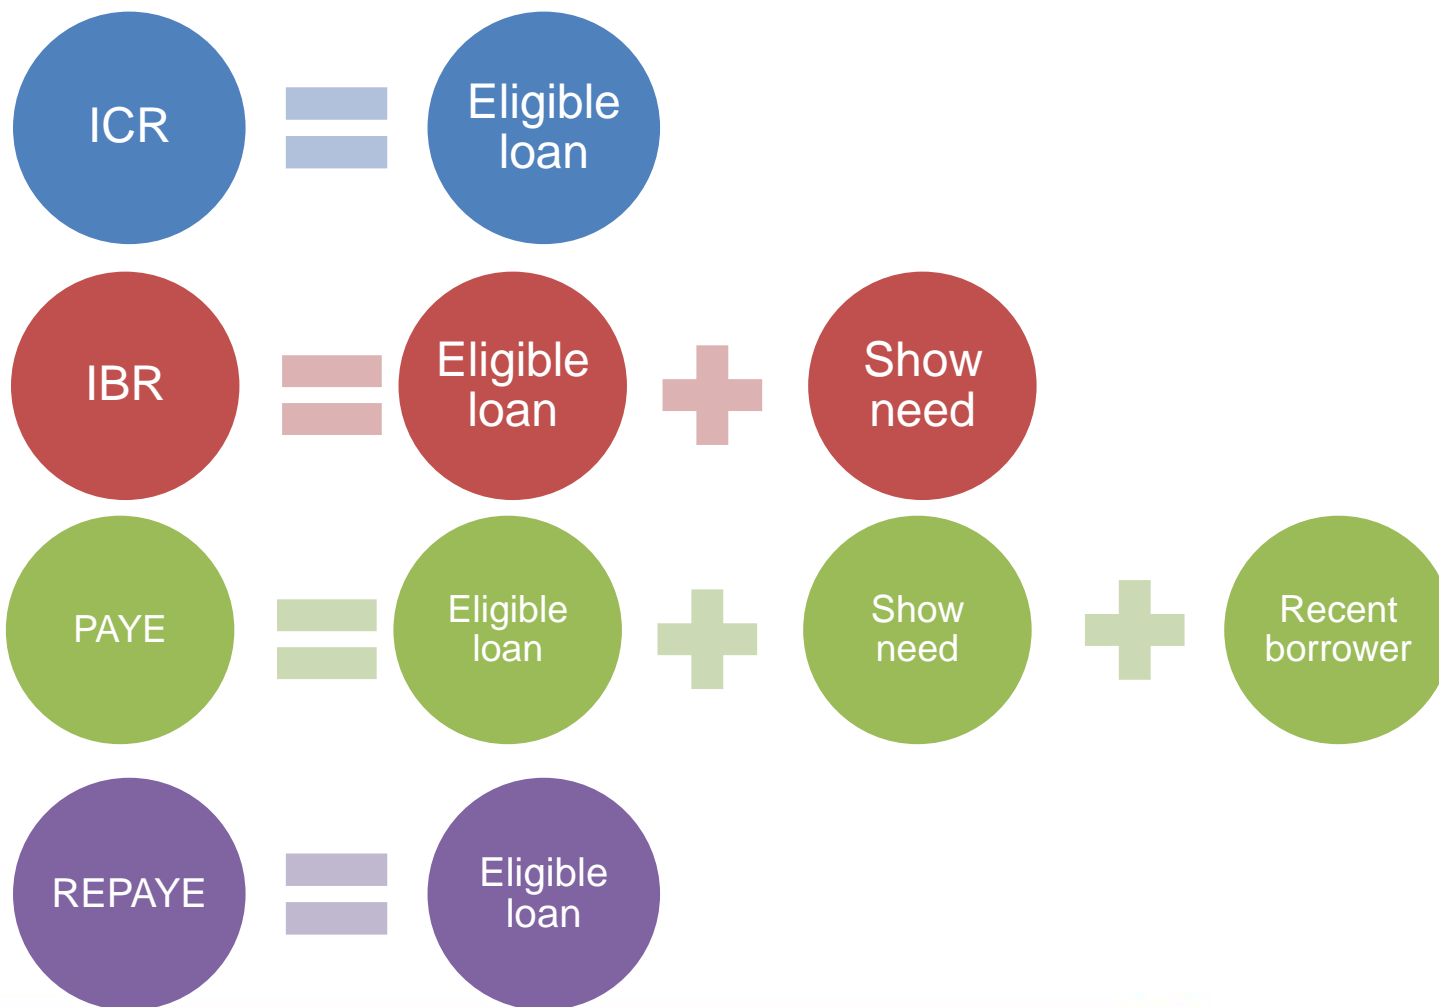 ICR
Eligible
loan
IBR
Eligible
loan
Show
need
PAYE
Eligible
loan
Show
need
Recent
borrower
REPAYE
Eligible
loan